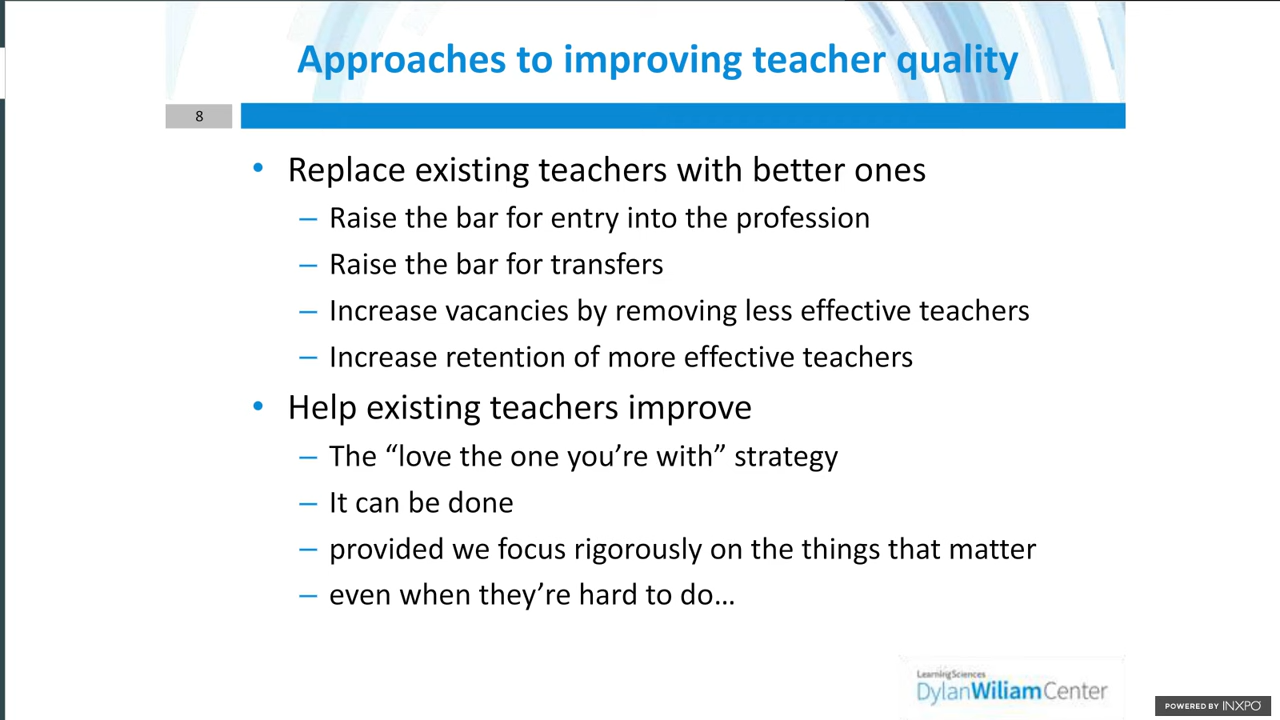 Approaches to improving teacher quality
8
• Replace existing teachers with better ones
– Raise the bar for entry into the profession
– Raise the bar for transfers
– Increase vacancies by removing less effective teachers
– Increase retention of more effective teachers
• Help existing teachers improve
– The “love the one you’re with” strategy
– It can be done
– provided we focus rigorously on the things that matter
– even when they’re hard to do…
LearningSciences
DylanWiliamCenter
POWERED BY INXPO